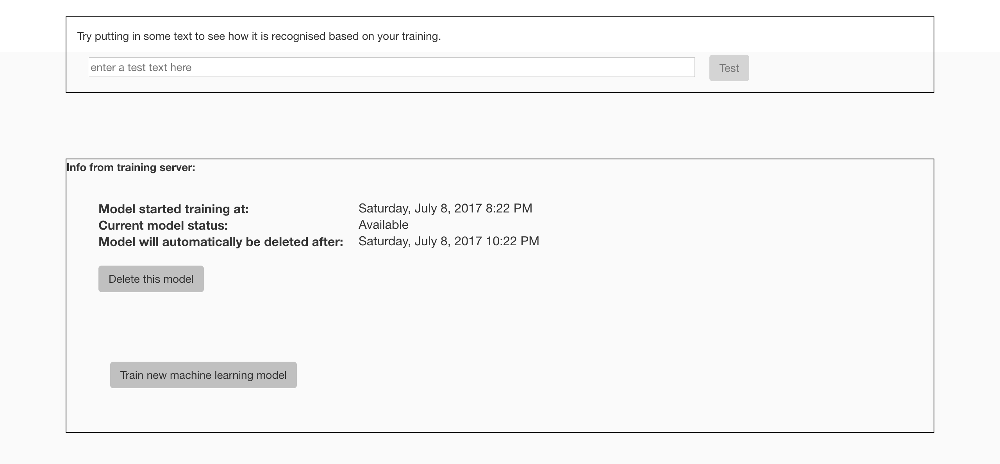 Try putting in some text to see how it is recognised based on your training.
enter a test text here
Test
Info from training server:
Model started training at: Saturday, July 8, 2017 8:22 PM
Current model status: Available
Model will automatically be deleted after: Saturday, July 8, 2017 10:22 PM
Delete this model
Train new machine learning model